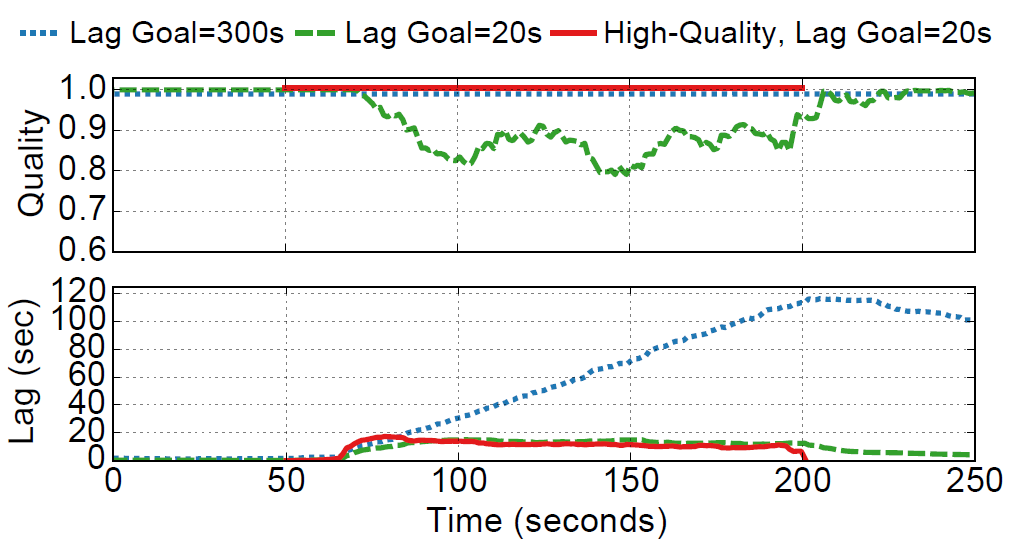 Lag Goal=300s Lag Goal=20s High-Quality, Lag Goal=20s
Quality
1.0
0.9
0.8
0.7
0.6
Lag (sec)
120
100
80
60
40
20
0
0 50 100 150 200 250
Time (seconds)